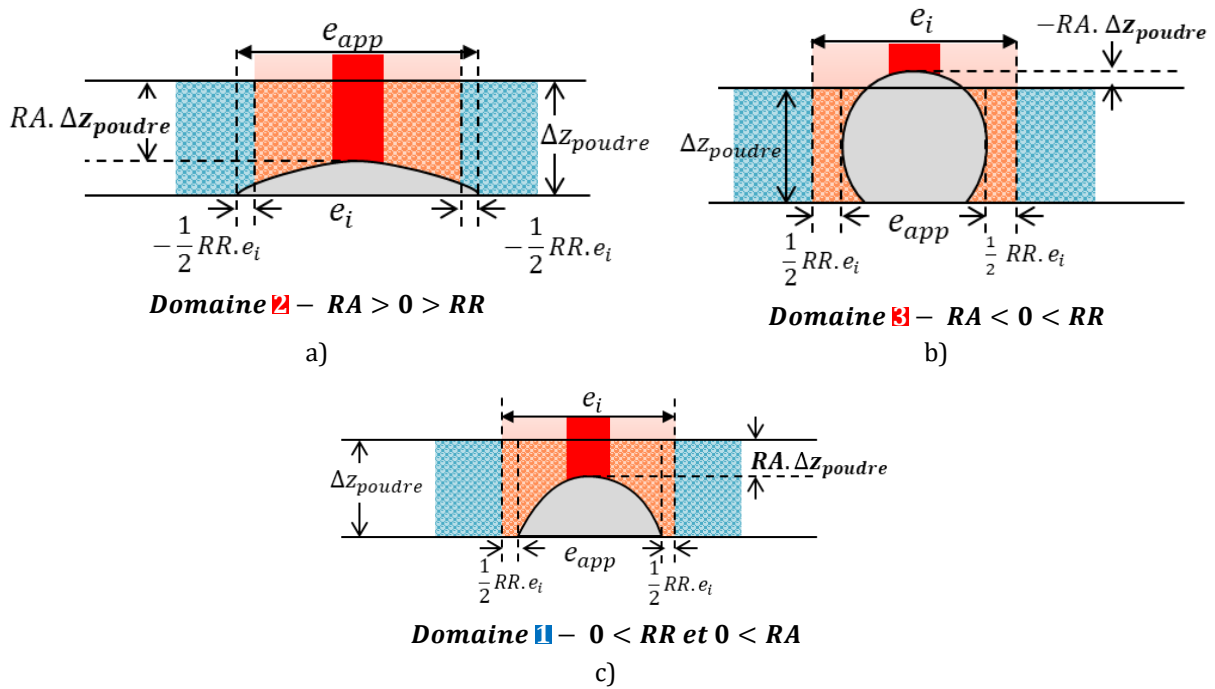 e_app
RA. Δz_poudre
Δz_poudre
e_i
−1/2 RR. e_i
−1/2 RR. e_i
Domaine 2 − RA > 0 > RR
a)
e_i
−RA. Δz_poudre
Δz_poudre
e_app
1/2 RR. e_i
1/2 RR. e_i
Domaine 3 − RA < 0 < RR
b)
e_i
Δz_poudre
RA. Δz_poudre
e_app
1/2 RR. e_i
1/2 RR. e_i
Domaine 1 − 0 < RR et 0 < RA
c)